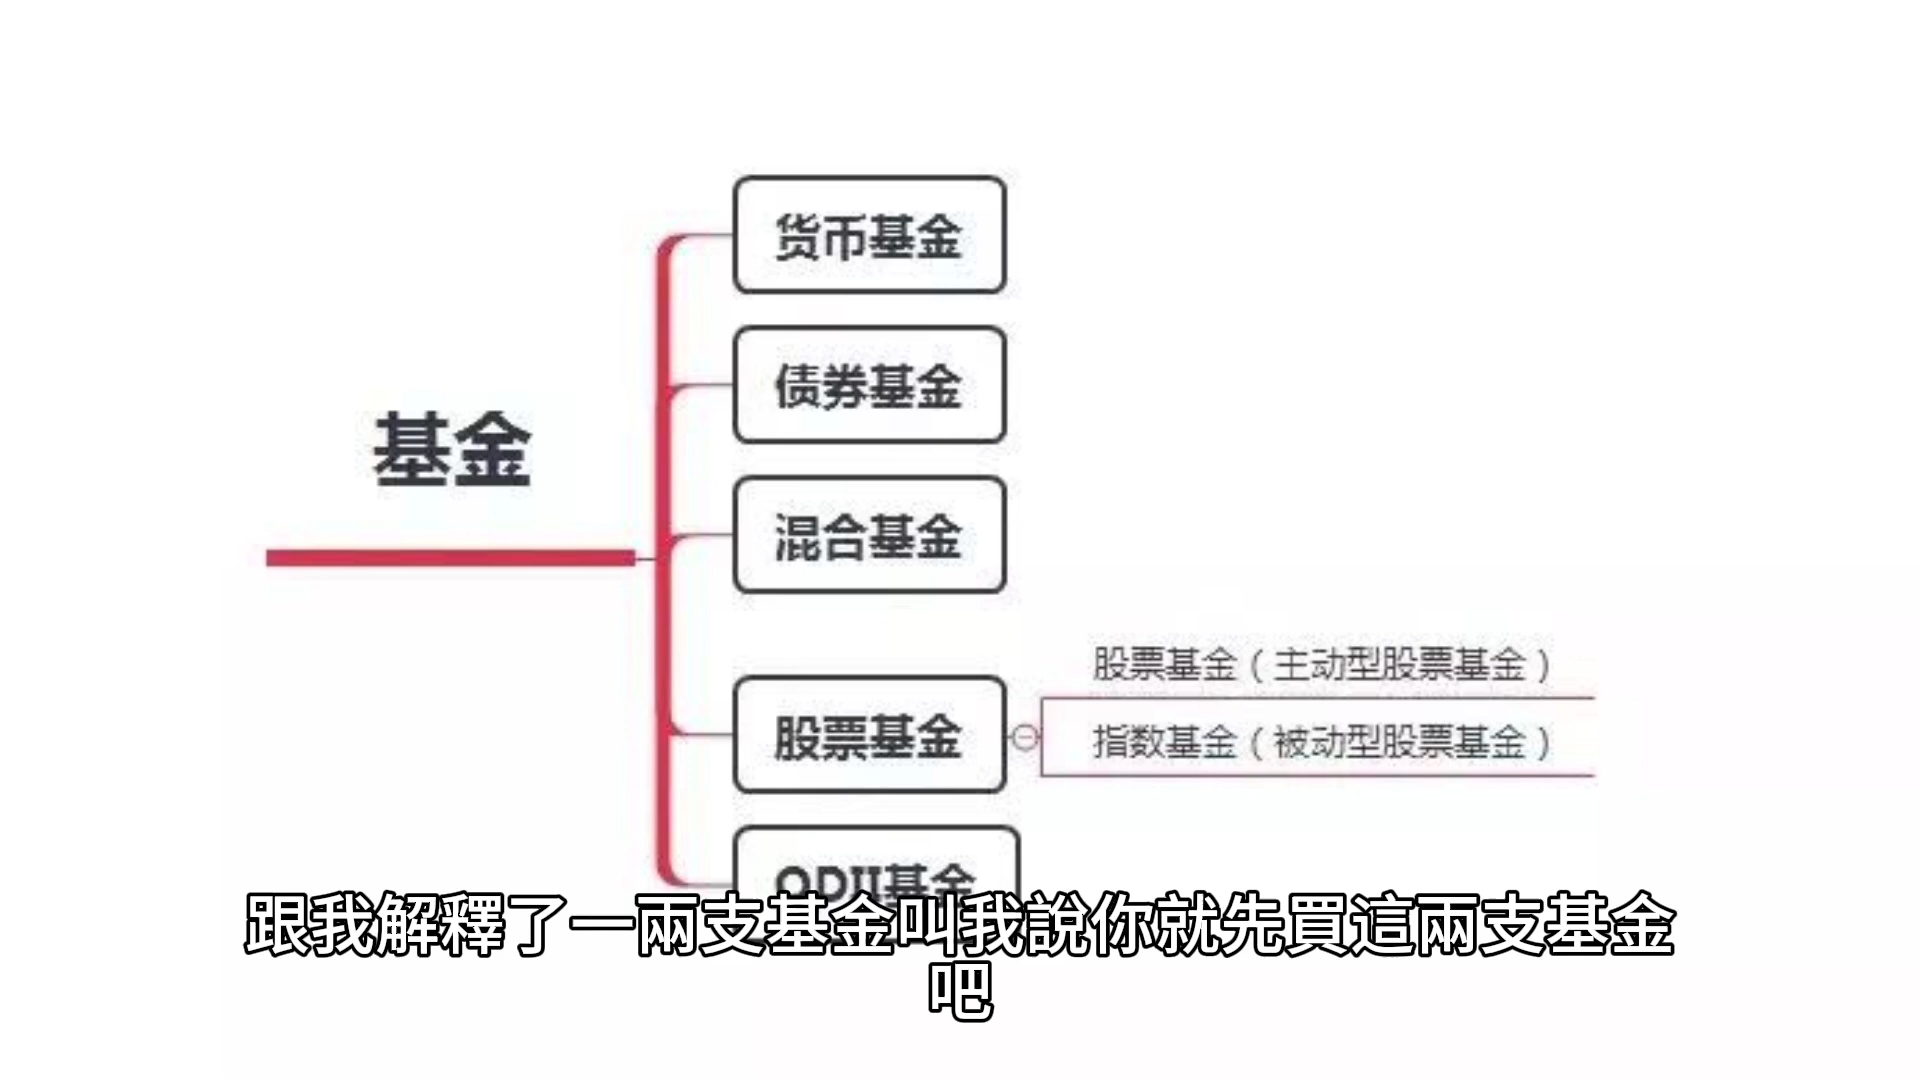 基金
货币基金
债券基金
混合基金
股票基金
股票基金（主动型股票基金）
指数基金（被动型股票基金）
QDII基金
跟我解釋了一兩支基金叫我說你就先買這兩支基金
吧